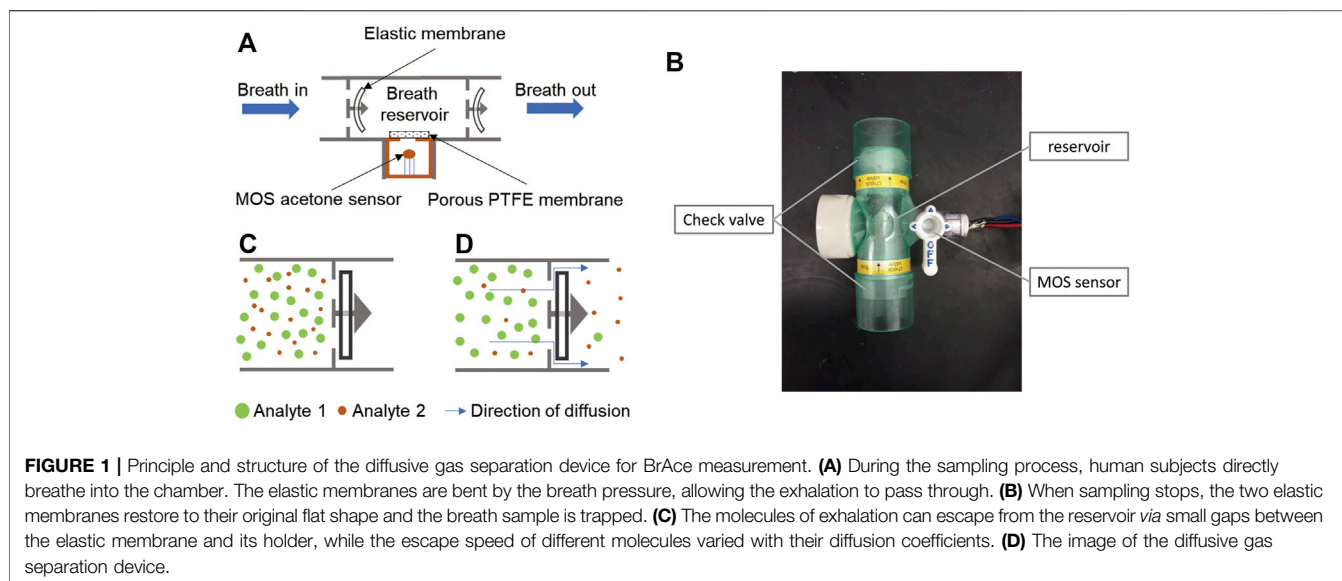 A
Elastic membrane
Breath in
Breath
reservoir
Breath out
MOS acetone sensor
Porous PTFE membrane
B
reservoir
Check valve
MOS sensor
check
valve
flow
OFF
check
valve
flow
C
D
Analyte 1
Analyte 2
Direction of diffusion
FIGURE 1 | Principle and structure of the diffusive gas separation device for BrAce measurement. (A) During the sampling process, human subjects directly
breathe into the chamber. The elastic membranes are bent by the breath pressure, allowing the exhalation to pass through. (B) When sampling stops, the two elastic
membranes restore to their original flat shape and the breath sample is trapped. (C) The molecules of exhalation can escape from the reservoir via small gaps between
the elastic membrane and its holder, while the escape speed of different molecules varied with their diffusion coefficients. (D) The image of the diffusive gas
separation device.